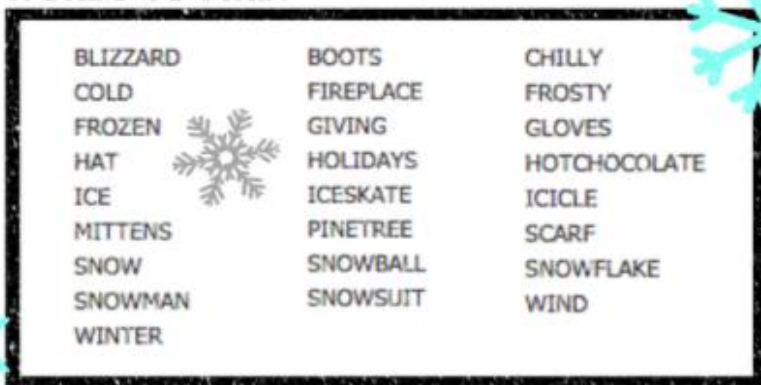 BLIZZARD BOOTS CHILLY
COLD FIREPLACE FROSTY
FROZEN GIVING GLOVES
HAT HOLIDAYS HOTCHOCOLATE
ICE ICESKATE ICICLE
MITTENS PINETREE SCARF
SNOW SNOWBALL SNOWFLAKE
SNOWMAN SNOWSUIT WIND
WINTER